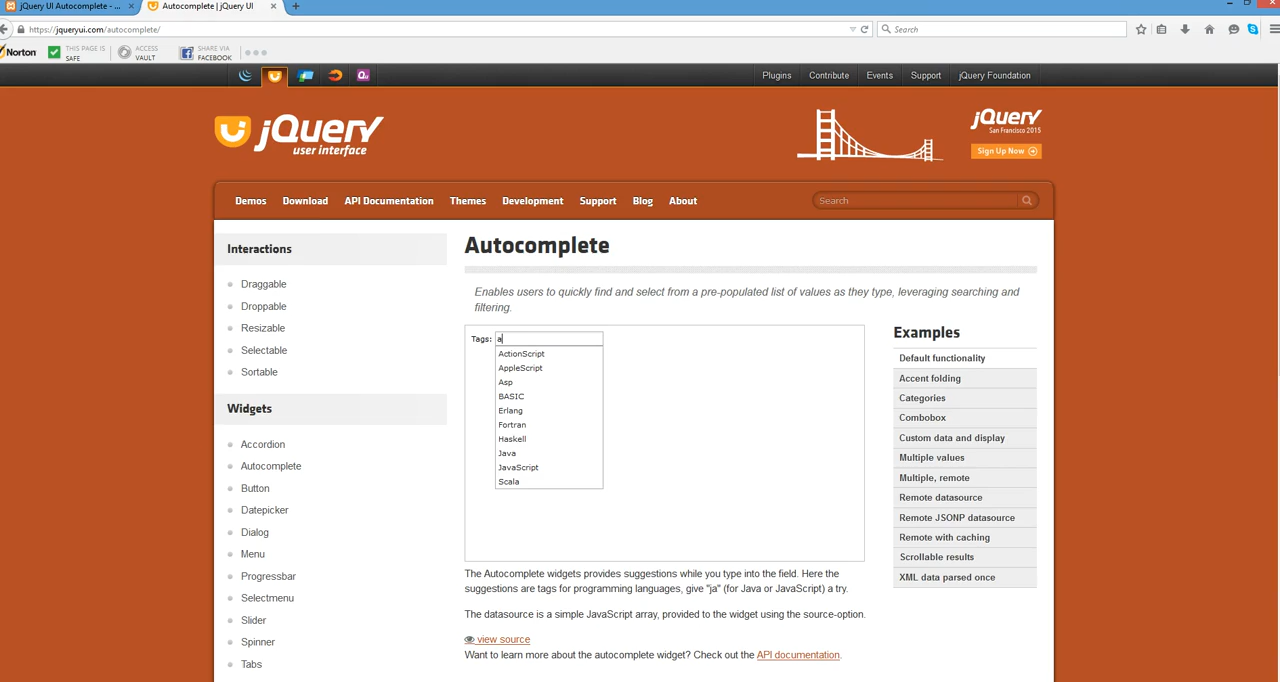 jQuery UI Autocomplete - ...
Autocomplete | jQuery UI
https://jqueryui.com/autocomplete/
Search
Norton
THIS PAGE IS
SAFE
ACCESS
VAULT
SHARE VIA
FACEBOOK
Plugins
Contribute
Events
Support
jQuery Foundation
jQuery
user interface
jQuery
San Francisco 2015
Sign Up Now
Demos
Download
API Documentation
Themes
Development
Support
Blog
About
Search
Interactions
Draggable
Droppable
Resizable
Selectable
Sortable
Widgets
Accordion
Autocomplete
Button
Datepicker
Dialog
Menu
Progressbar
Selectmenu
Slider
Spinner
Tabs
Autocomplete
Enables users to quickly find and select from a pre-populated list of values as they type, leveraging searching and
filtering.
Tags: a
ActionScript
AppleScript
Asp
BASIC
Erlang
Fortran
Haskell
Java
JavaScript
Scala
Examples
Default functionality
Accent folding
Categories
Combobox
Custom data and display
Multiple values
Multiple, remote
Remote datasource
Remote JSONP datasource
Remote with caching
Scrollable results
XML data parsed once
The Autocomplete widgets provides suggestions while you type into the field. Here the
suggestions are tags for programming languages, give "ja" (for Java or JavaScript) a try.
The datasource is a simple JavaScript array, provided to the widget using the source-option.
view source
Want to learn more about the autocomplete widget? Check out the API documentation.